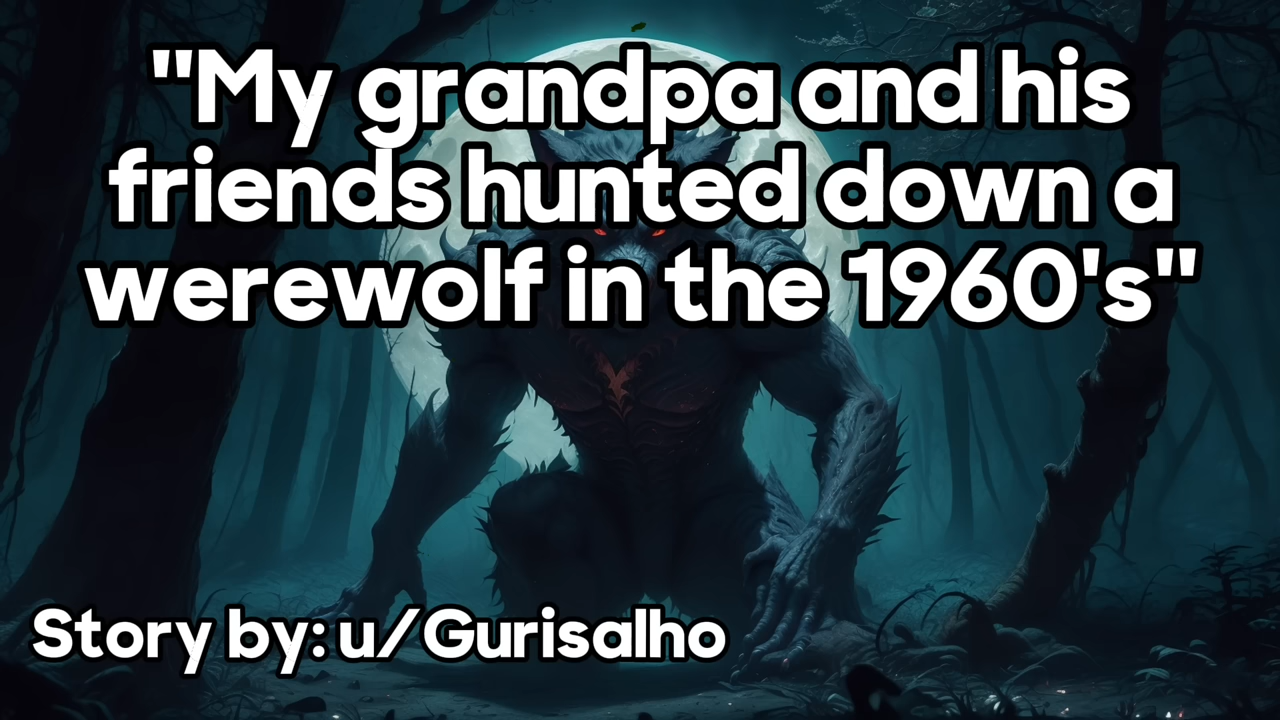 "My grandpa and his
friends hunted down a
werewolf in the 1960's"
Story by: u/Gurisalho